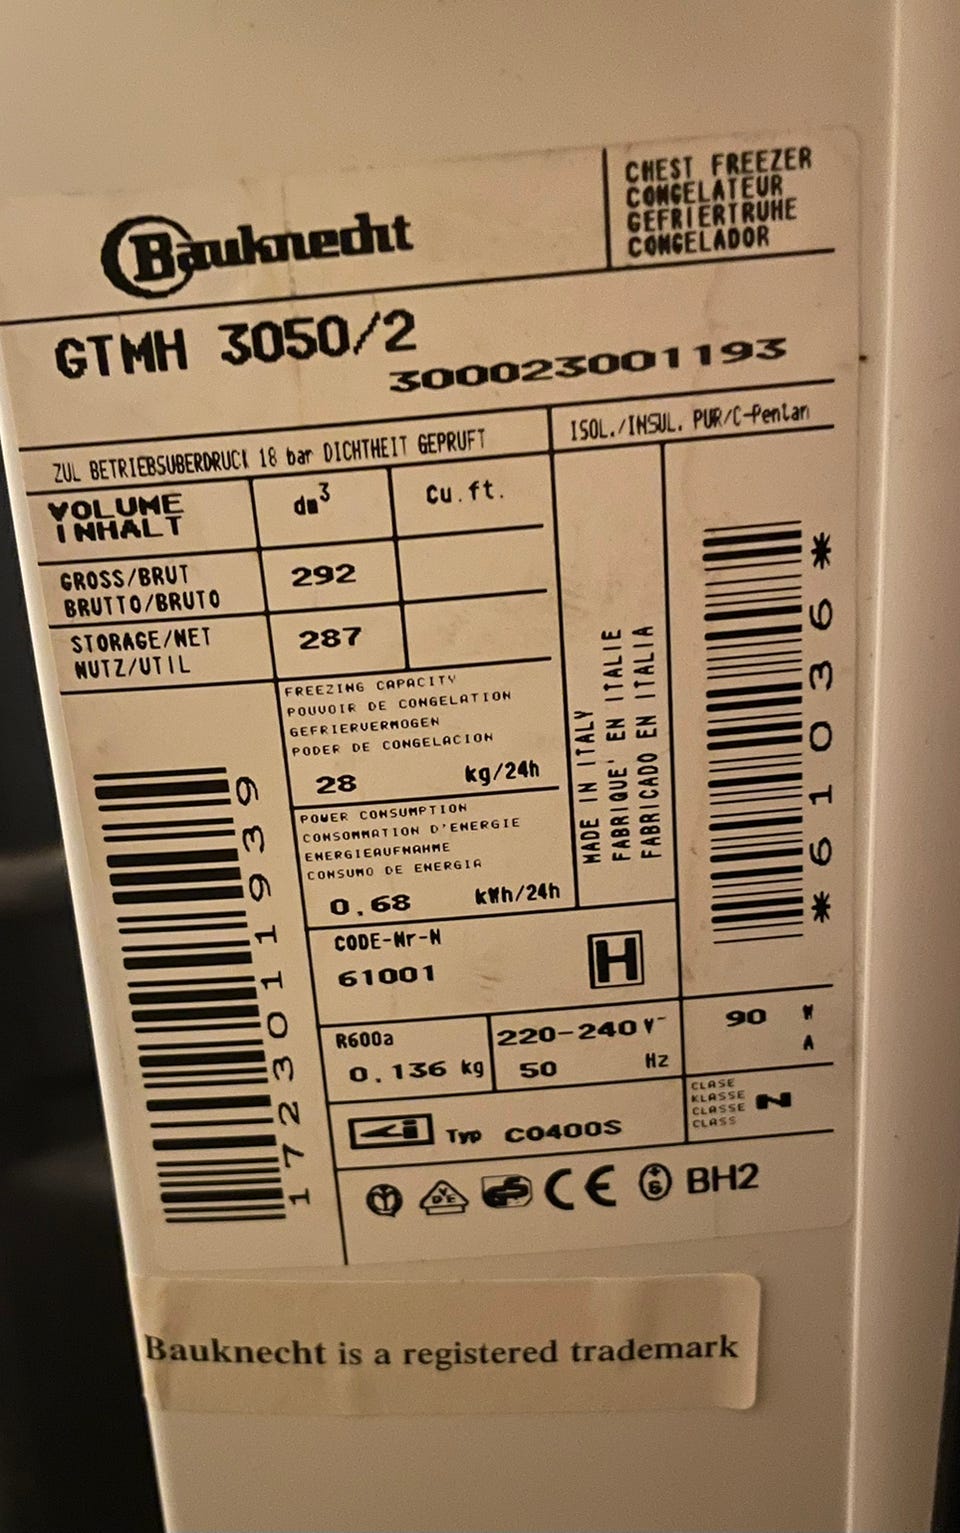 Bauknecht
CHEST FREEZER
CONGELATEUR
GEFRIERTRUHE
CONGELADOR
GTMH 3050/2
300023001193
ZUL BETRIEBSUBERDRUCK 18 bar DICHTHEIT GEPRUFT
ISOL./INSUL. PUR/C-Pentan
VOLUME
INHALT
dm³
Cu.ft.
GROSS/BRUT
BRUTTO/BRUTO
292
STORAGE/NET
NUTZ/UTIL
287
FREEZING CAPACITY
POUVOIR DE CONGELATION
GEFRIERVERMOGEN
PODER DE CONGELACION
28 kg/24h
POWER CONSUMPTION
CONSOMMATION D'ENERGIE
ENERGIEAUFNAHME
CONSUMO DE ENERGIA
0.68 kWh/24h
MADE IN ITALY
FABRIQUE' EN ITALIE
FABRICADO EN ITALIA
*6110366*
1723011939
CODE-Nr-N
61001
H
R600a
0.136 kg
220-240 V~
50 Hz
90 W
A
Typ C0400S
CLASE
KLASSE
CLASSE
CLASS
N
VDE
GS
CE
6
BH2
Bauknecht is a registered trademark